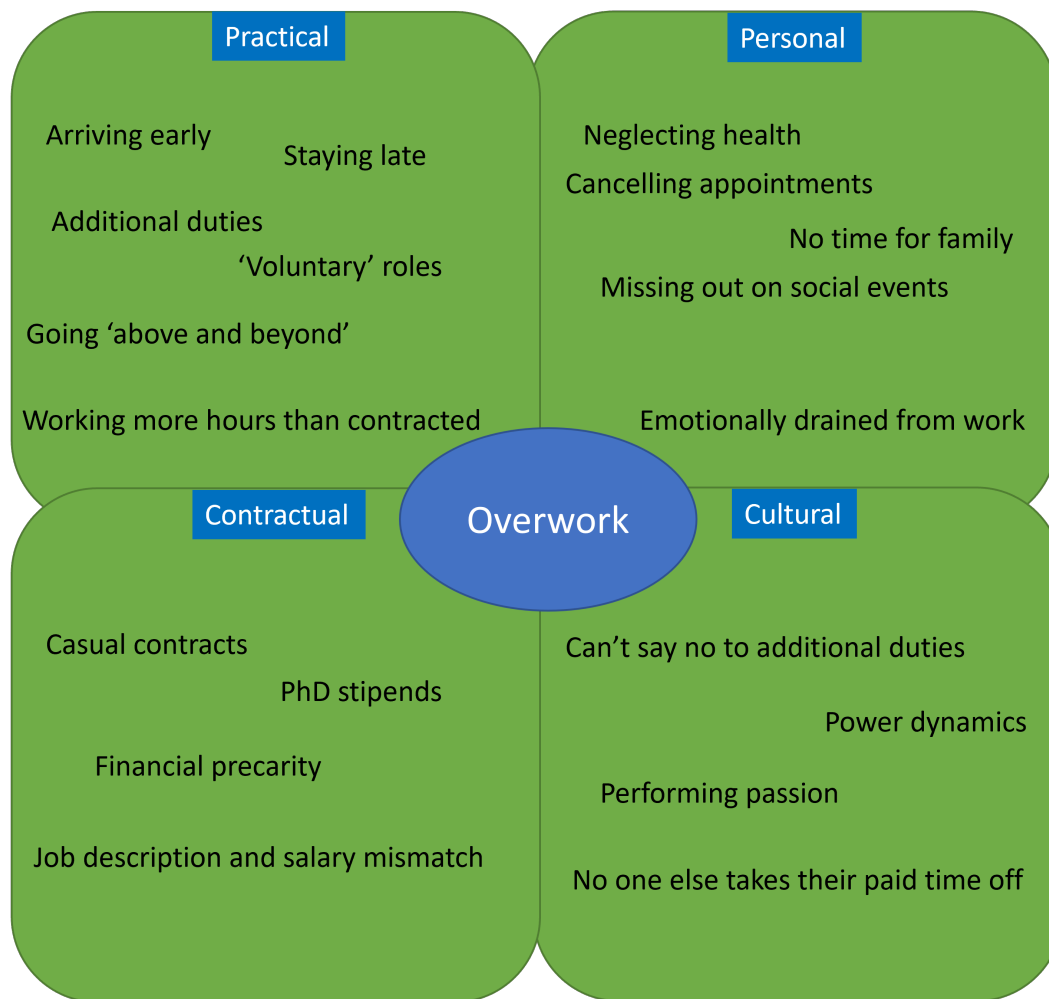 Practical
Arriving early
Staying late
Additional duties
‘Voluntary’ roles
Going ‘above and beyond’
Working more hours than contracted
Personal
Neglecting health
Cancelling appointments
No time for family
Missing out on social events
Emotionally drained from work
Overwork
Contractual
Casual contracts
PhD stipends
Financial precarity
Job description and salary mismatch
Cultural
Can’t say no to additional duties
Power dynamics
Performing passion
No one else takes their paid time off